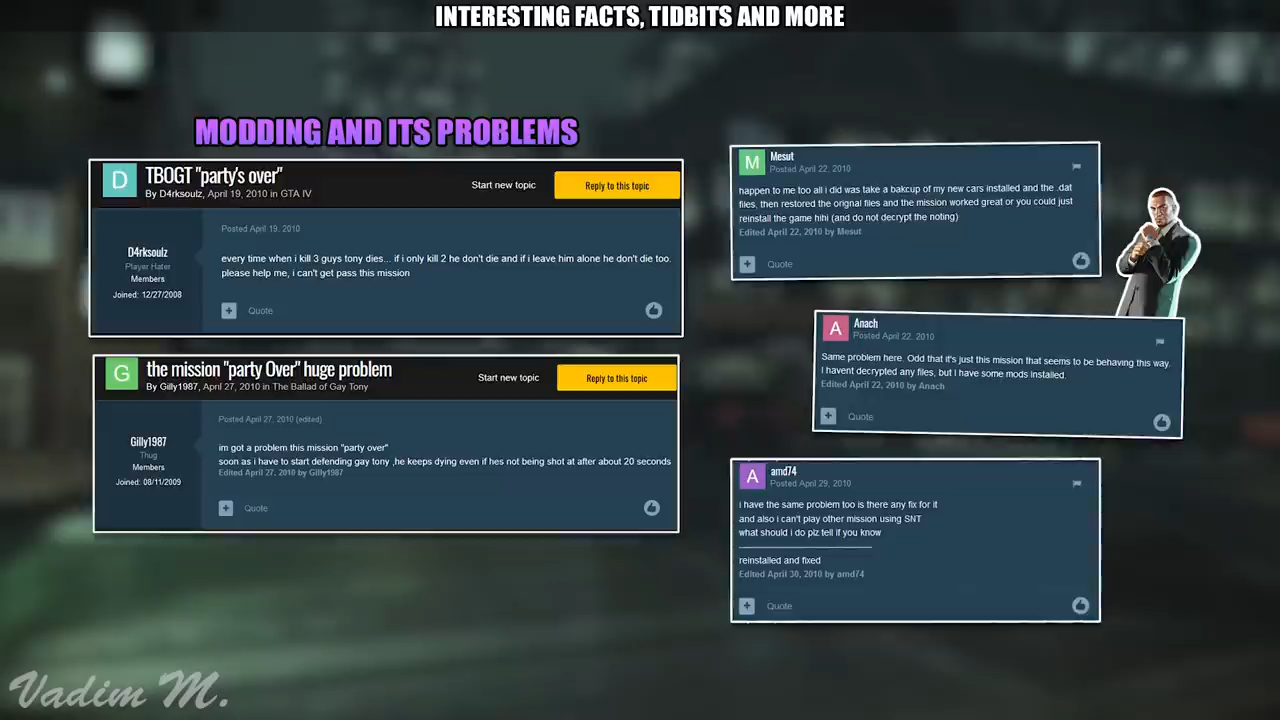 INTERESTING FACTS, TIDBITS AND MORE
MODDING AND ITS PROBLEMS
D
TBOGT "party's over"
By D4rksoulz, April 19, 2010 in GTA IV
Start new topic
Reply to this topic
D4rksoulz
Player Hater
Members
Joined: 12/27/2008
Posted April 19, 2010
every time when i kill 3 guys tony dies... if i only kill 2 he don't die and if i leave him alone he don't die too.
please help me, i can't get pass this mission
+ Quote
G
the mission "party Over" huge problem
By Gilly1987, April 27, 2010 in The Ballad of Gay Tony
Start new topic
Reply to this topic
Gilly1987
Thug
Members
Joined: 08/11/2009
Posted April 27, 2010 (edited)
im got a problem this mission "party over"
soon as i have to start defending gay tony ,he keeps dying even if hes not being shot at after about 20 seconds
Edited April 27, 2010 by Gilly1987
+ Quote
M
Mesut
Posted April 22, 2010
happen to me too all i did was take a bakcup of my new cars installed and the .dat
files, then restored the orignal files and the mission worked great or you could just
reinstall the game hihi (and do not decrypt the noting)
Edited April 22, 2010 by Mesut
+ Quote
A
Anach
Posted April 22, 2010
Same problem here. Odd that it's just this mission that seems to be behaving this way.
I havent decrypted any files, but I have some mods installed.
Edited April 22, 2010 by Anach
+ Quote
A
amd74
Posted April 29, 2010
i have the same problem too is there any fix for it
and also i can't play other mission using SNT
what should i do plz tell if you know
reinstalled and fixed
Edited April 30, 2010 by amd74
+ Quote
Vadim M.